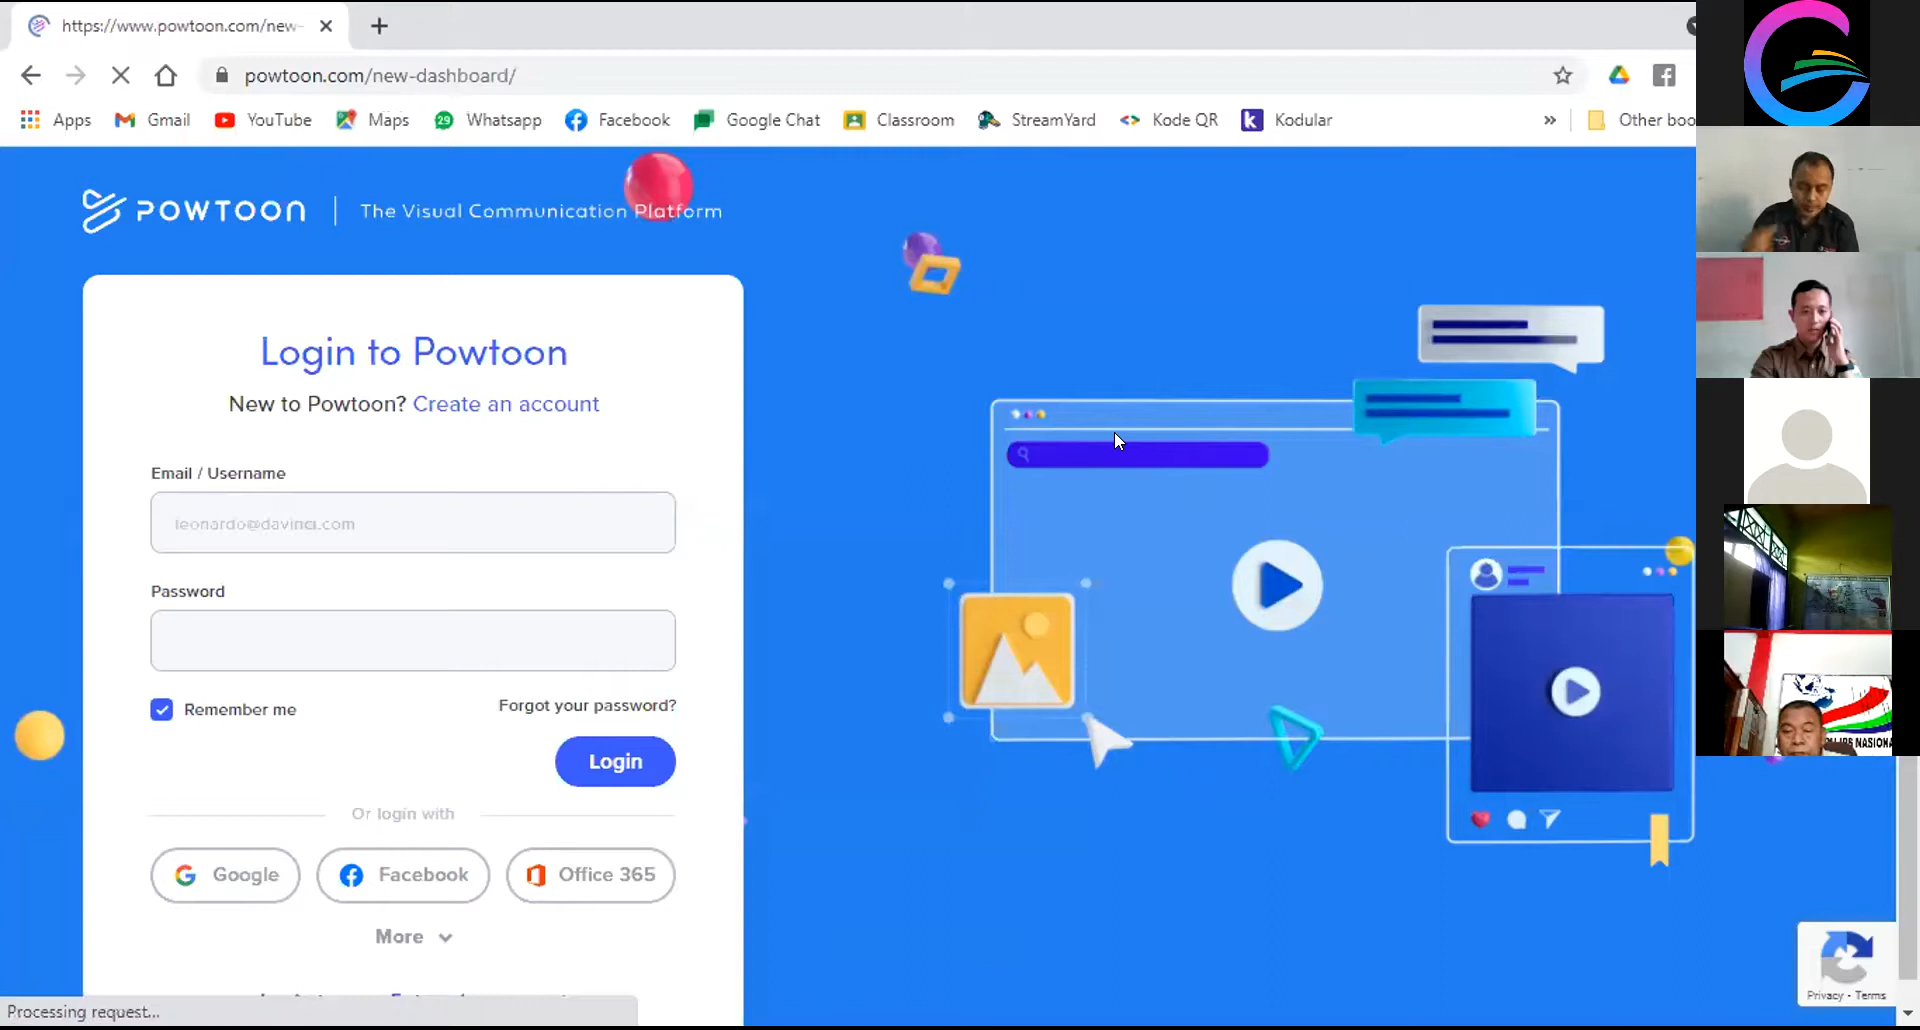 https://www.powtoon.com/new-
powtoon.com/new-dashboard/
Apps Gmail YouTube Maps 29 Whatsapp Facebook Google Chat Classroom StreamYard Kode QR k Kodular » Other boo
POWTOON | The Visual Communication Platform
Login to Powtoon
New to Powtoon? Create an account
Email / Username
leonardo@davinci.com
Password
Remember me
Forgot your password?
Login
Or login with
Google Facebook Office 365
More
NASIONA
Privacy - Terms
Processing request...